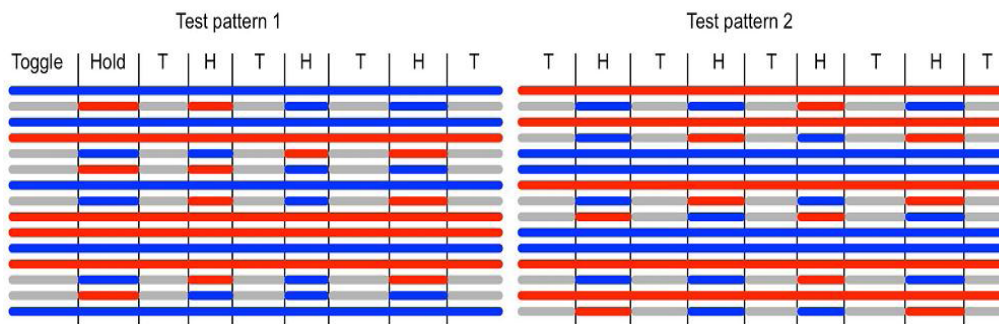 Test pattern 1
Test pattern 2
Toggle Hold T H T H T H T
T H T H T H T H T